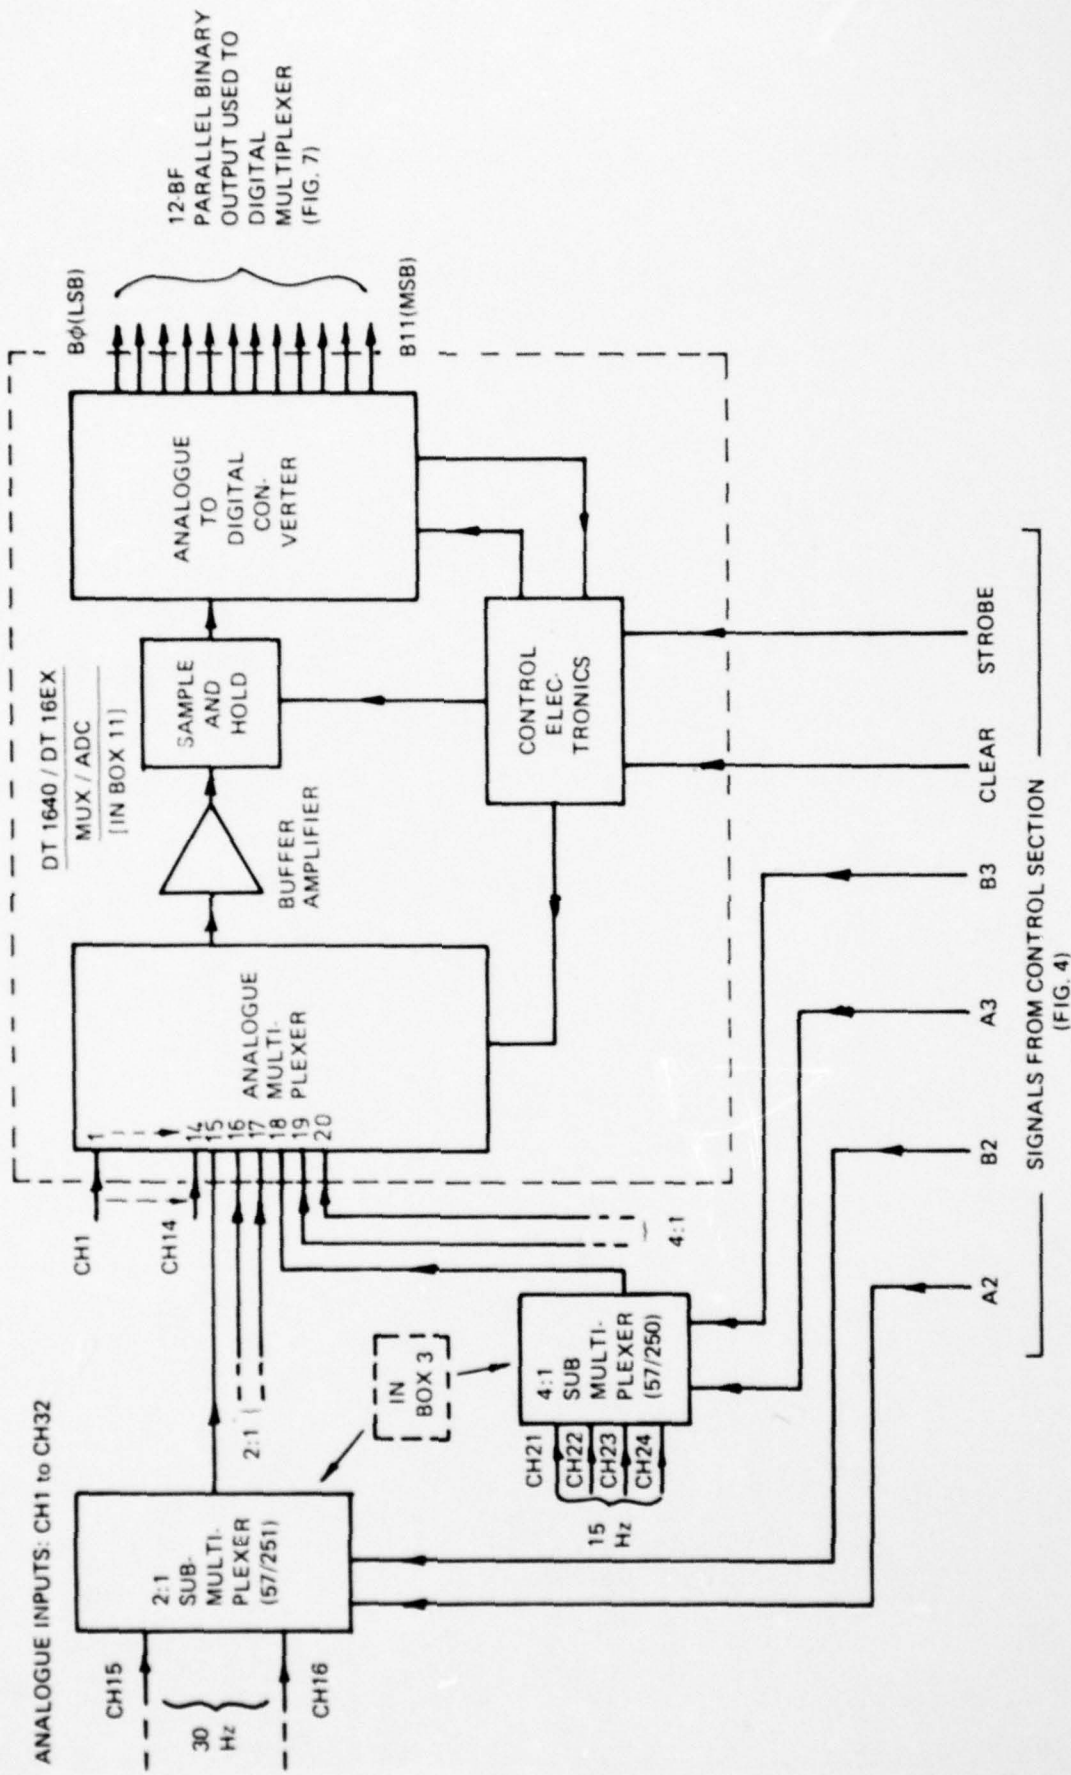 ANALOGUE INPUTS: CH1 to CH32
CH15
30
Hz
CH16
2:1
SUB-
MULTI-
PLEXER
(57/251)
2:1
IN
BOX 3
CH21
CH22
CH23
CH24
15
Hz
4:1
SUB
MULTI-
PLEXER
(57/250)
4:1
CH1
CH14
1
14
15
16
17
18
19
20
ANALOGUE
MULTI-
PLEXER
BUFFER
AMPLIFIER
DT 1640 / DT 16EX
MUX / ADC
[IN BOX 11]
SAMPLE
AND
HOLD
ANALOGUE
TO
DIGITAL
CON-
VERTER
CONTROL
ELEC-
TRONICS
Bϕ(LSB)
B11(MSB)
12-BF
PARALLEL BINARY
OUTPUT USED TO
DIGITAL
MULTIPLEXER
(FIG. 7)
A2
B2
A3
B3
CLEAR
STROBE
SIGNALS FROM CONTROL SECTION
(FIG. 4)